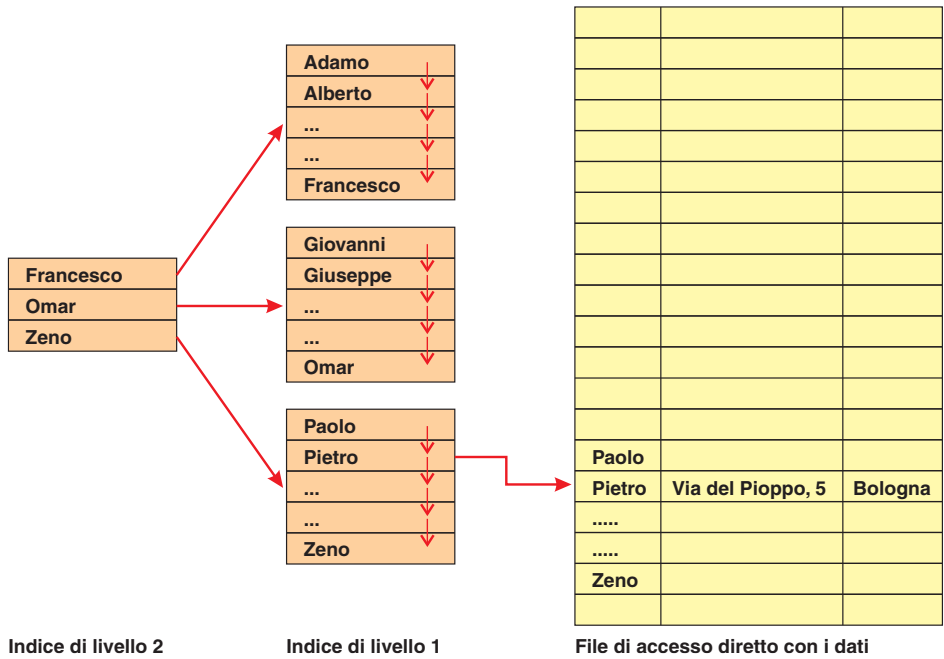 Francesco
Omar
Zeno
Indice di livello 2
Adamo
Alberto
...
...
Francesco
Giovanni
Giuseppe
...
...
Omar
Paolo
Pietro
...
...
Zeno
Indice di livello 1
Paolo
Pietro Via del Pioppo, 5 Bologna
.....
.....
Zeno
File di accesso diretto con i dati